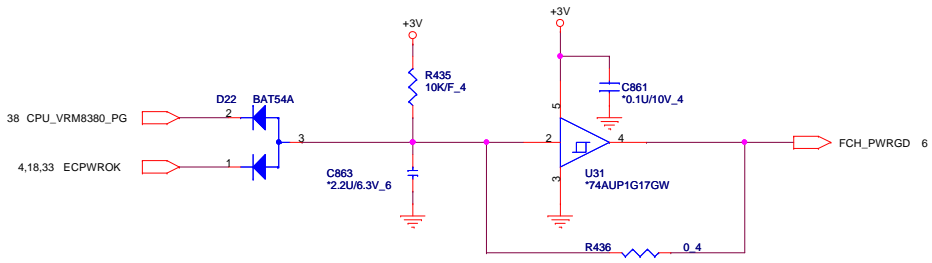 +3V
+3V
R435
10K/F_4
C861
*0.1U/10V_4
D22 BAT54A
5
38 CPU_VRM8380_PG
2
3
2
4
FCH_PWRGD 6
4,18,33 ECPWROK
1
C863
*2.2U/6.3V_6
3
U31
*74AUP1G17GW
R436
0_4